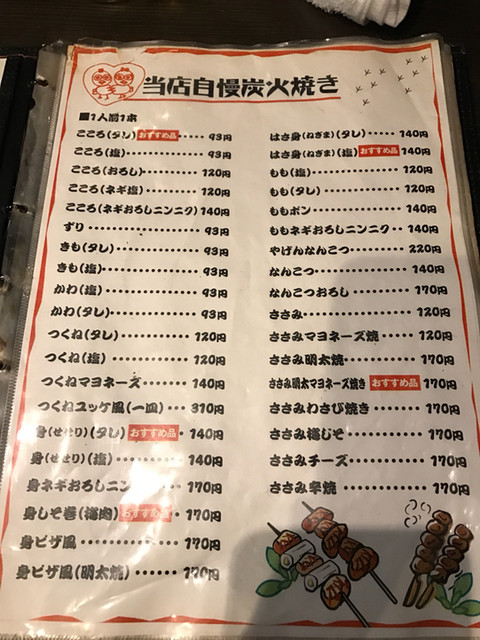 当店自慢炭火焼き
■1人前1本
こころ(タレ)おすすめ品‥‥‥93円
こころ(塩)‥‥‥‥‥‥93円
こころ(おろし)‥‥‥‥120円
こころ(ネギ塩)‥‥‥‥120円
こころ(ネギおろしニンニク)140円
ずり‥‥‥‥‥‥‥‥93円
きも(タレ)‥‥‥‥‥‥93円
きも(塩)‥‥‥‥‥‥‥93円
かわ(塩)‥‥‥‥‥‥‥93円
かわ(タレ)‥‥‥‥‥‥93円
つくね(タレ)‥‥‥‥‥120円
つくね(塩)‥‥‥‥‥‥120円
つくねマヨネーズ‥‥‥140円
つくねユッケ風(一皿)‥310円
身(せせり)(タレ)おすすめ品・140円
身(せせり)(塩)‥‥‥‥140円
身ネギおろしニンニ‥170円
身しそ巻(梅肉)おすすめ品・170円
身ピザ風‥‥‥‥‥‥170円
身ピザ風(明太焼)‥‥‥170円
はさ身(ねぎま)(タレ)‥‥140円
はさ身(ねぎま)(塩)おすすめ品140円
もも(塩)‥‥‥‥‥‥120円
もも(タレ)‥‥‥‥‥‥120円
ももポン‥‥‥‥‥‥140円
ももネギおろしニンニク‥140円
やげんなんこつ‥‥‥220円
なんこつ‥‥‥‥‥‥140円
なんこつおろし‥‥‥170円
ささみ‥‥‥‥‥‥‥120円
ささみマヨネーズ焼‥120円
ささみ明太焼‥‥‥‥170円
ささみ明太マヨネーズ焼きおすすめ品170円
ささみわさび焼き‥‥170円
ささみ梅じそ‥‥‥‥170円
ささみチーズ‥‥‥‥170円
ささみ辛焼‥‥‥‥‥170円